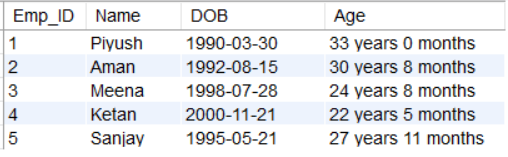 Emp_ID Name DOB Age
1 Piyush 1990-03-30 33 years 0 months
2 Aman 1992-08-15 30 years 8 months
3 Meena 1998-07-28 24 years 8 months
4 Ketan 2000-11-21 22 years 5 months
5 Sanjay 1995-05-21 27 years 11 months